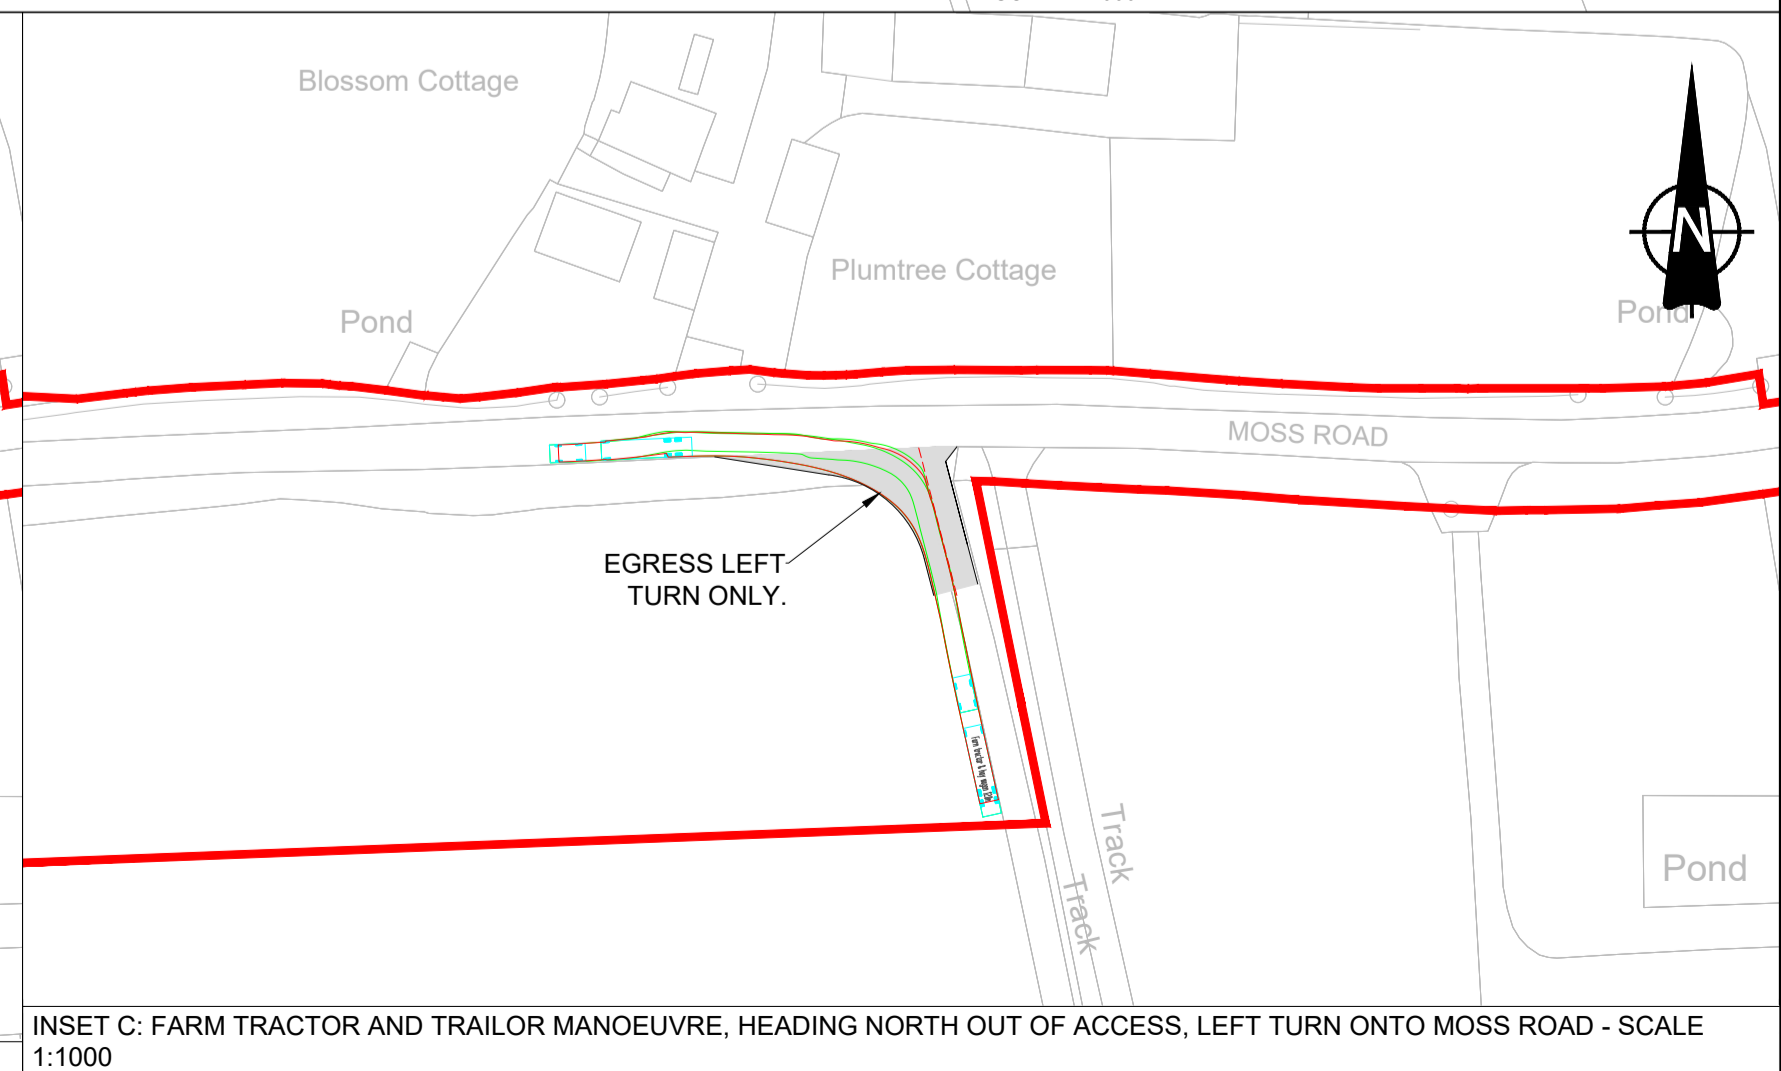 Blossom Cottage
N
Plumtree Cottage
Pond
Pond
MOSS ROAD
EGRESS LEFT
TURN ONLY.
Track
Track
Pond
INSET C: FARM TRACTOR AND TRAILOR MANOEUVRE, HEADING NORTH OUT OF ACCESS, LEFT TURN ONTO MOSS ROAD - SCALE
1:1000